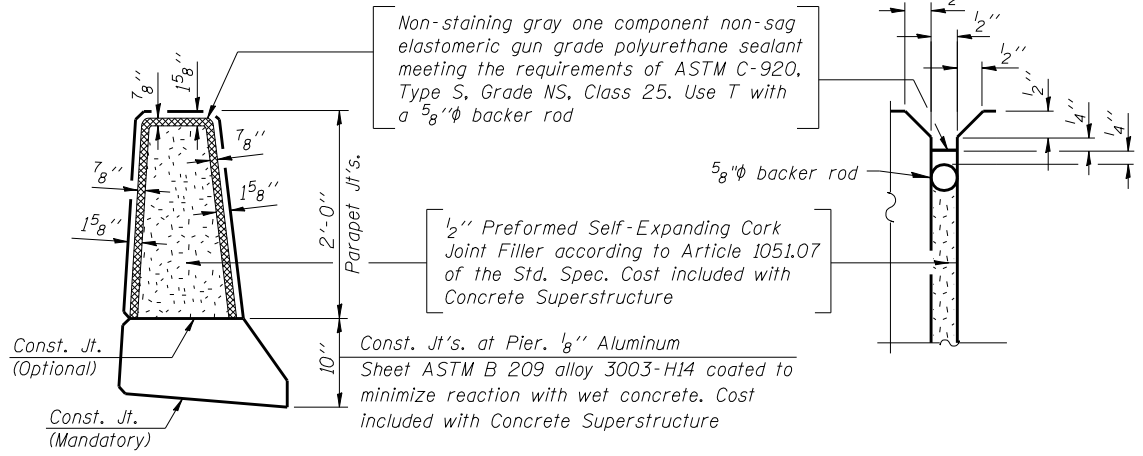 Non-staining gray one component non-sag
elastomeric gun grade polyurethane sealant
meeting the requirements of ASTM C-920,
Type S, Grade NS, Class 25. Use T with
a 5/8"ϕ backer rod
7/8"
1 5/8"
7/8"
7/8"
1 5/8"
1 5/8"
2'-0"
Parapet Jt's.
10"
1/2" Preformed Self-Expanding Cork
Joint Filler according to Article 1051.07
of the Std. Spec. Cost included with
Concrete Superstructure
Const. Jt.
(Optional)
Const. Jt.
(Mandatory)
Const. Jt's. at Pier. 1/8" Aluminum
Sheet ASTM B 209 alloy 3003-H14 coated to
minimize reaction with wet concrete. Cost
included with Concrete Superstructure
2
1/2"
1/2"
1/2"
1/4"
1/4"
5/8"ϕ backer rod